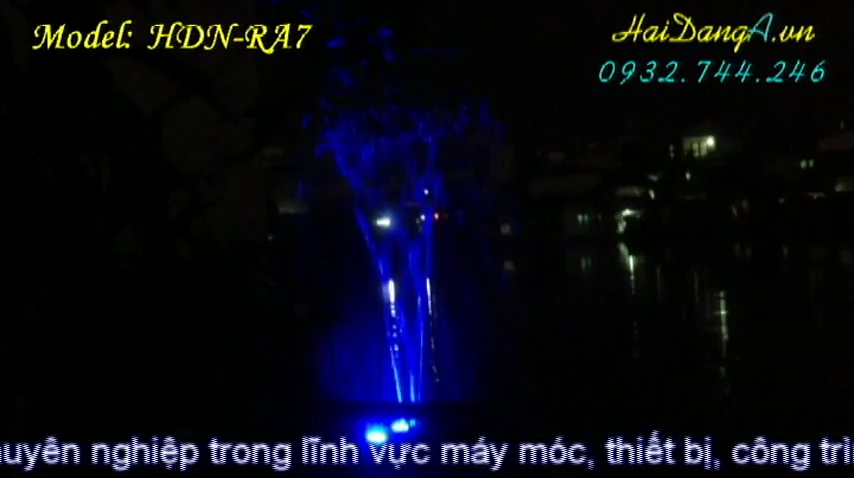 Model: HDN-RA7
HaiDangA.vn
0932.744.246
uyên nghiệp trong lĩnh vực máy móc, thiết bị, công trì